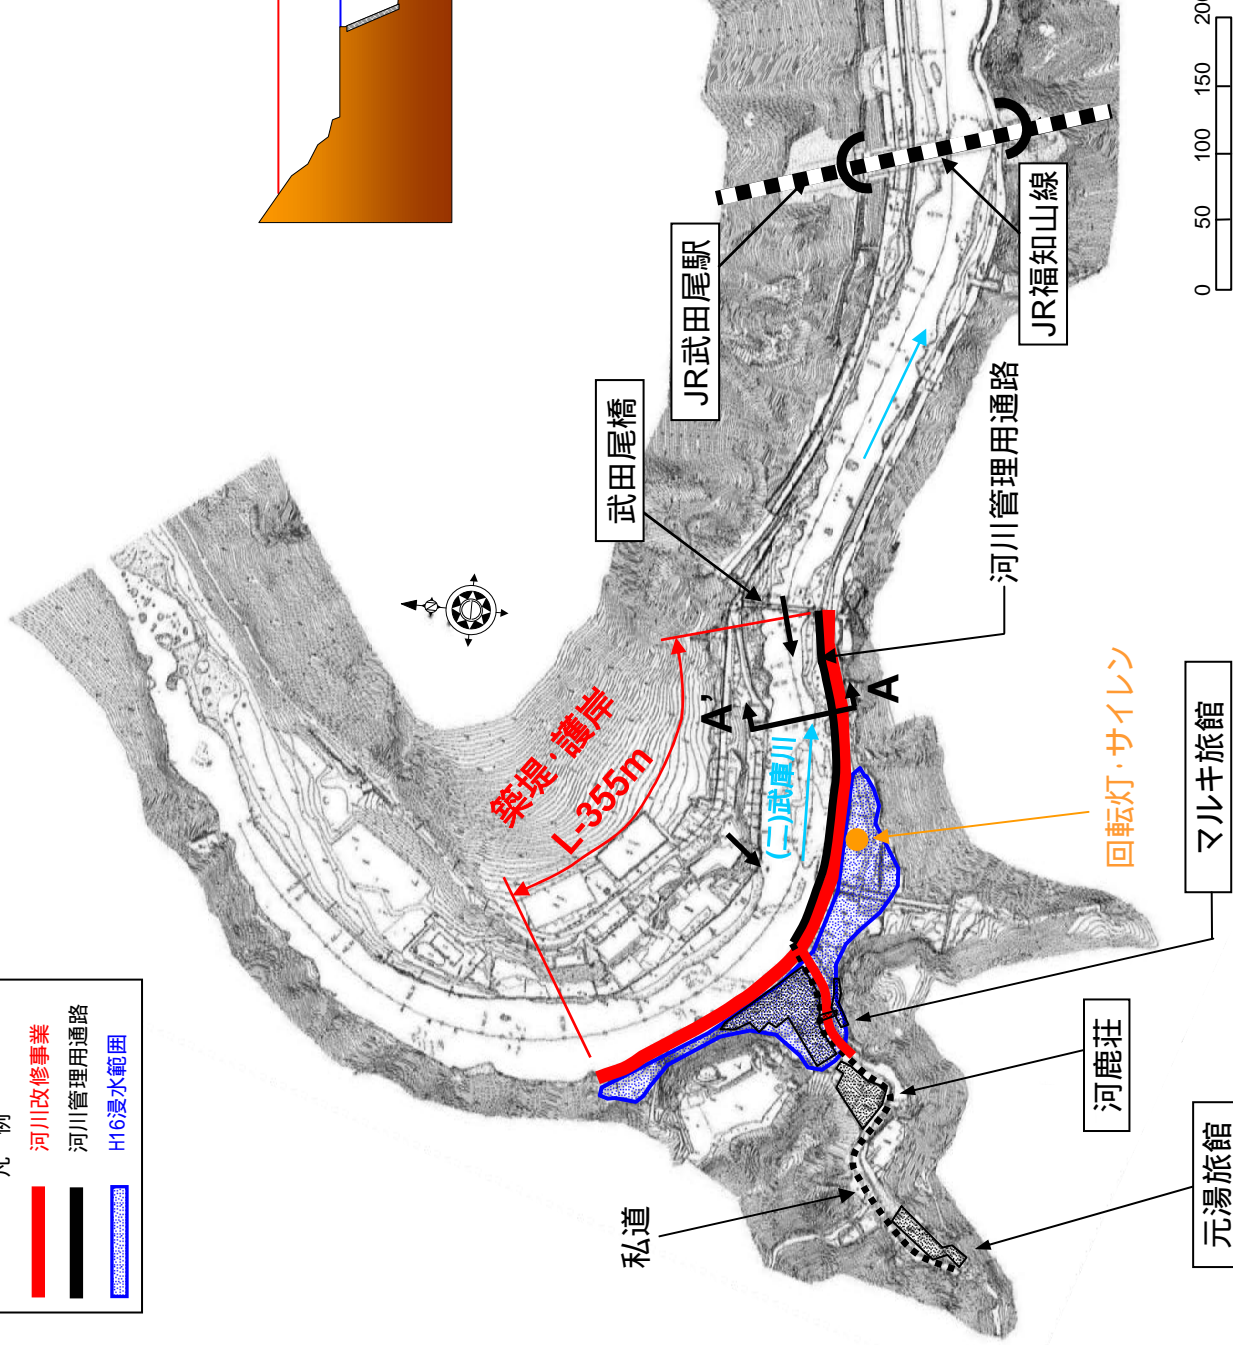 凡 例
河川改修事業
河川管理用通路
H16浸水範囲
築堤・護岸
L-355m
N
武田尾橋
JR武田尾駅
JR福知山線
河川管理用通路
A'
A
(二)武庫川
回転灯・サイレン
マルキ旅館
河鹿荘
元湯旅館
私道
0
50
100
150
200